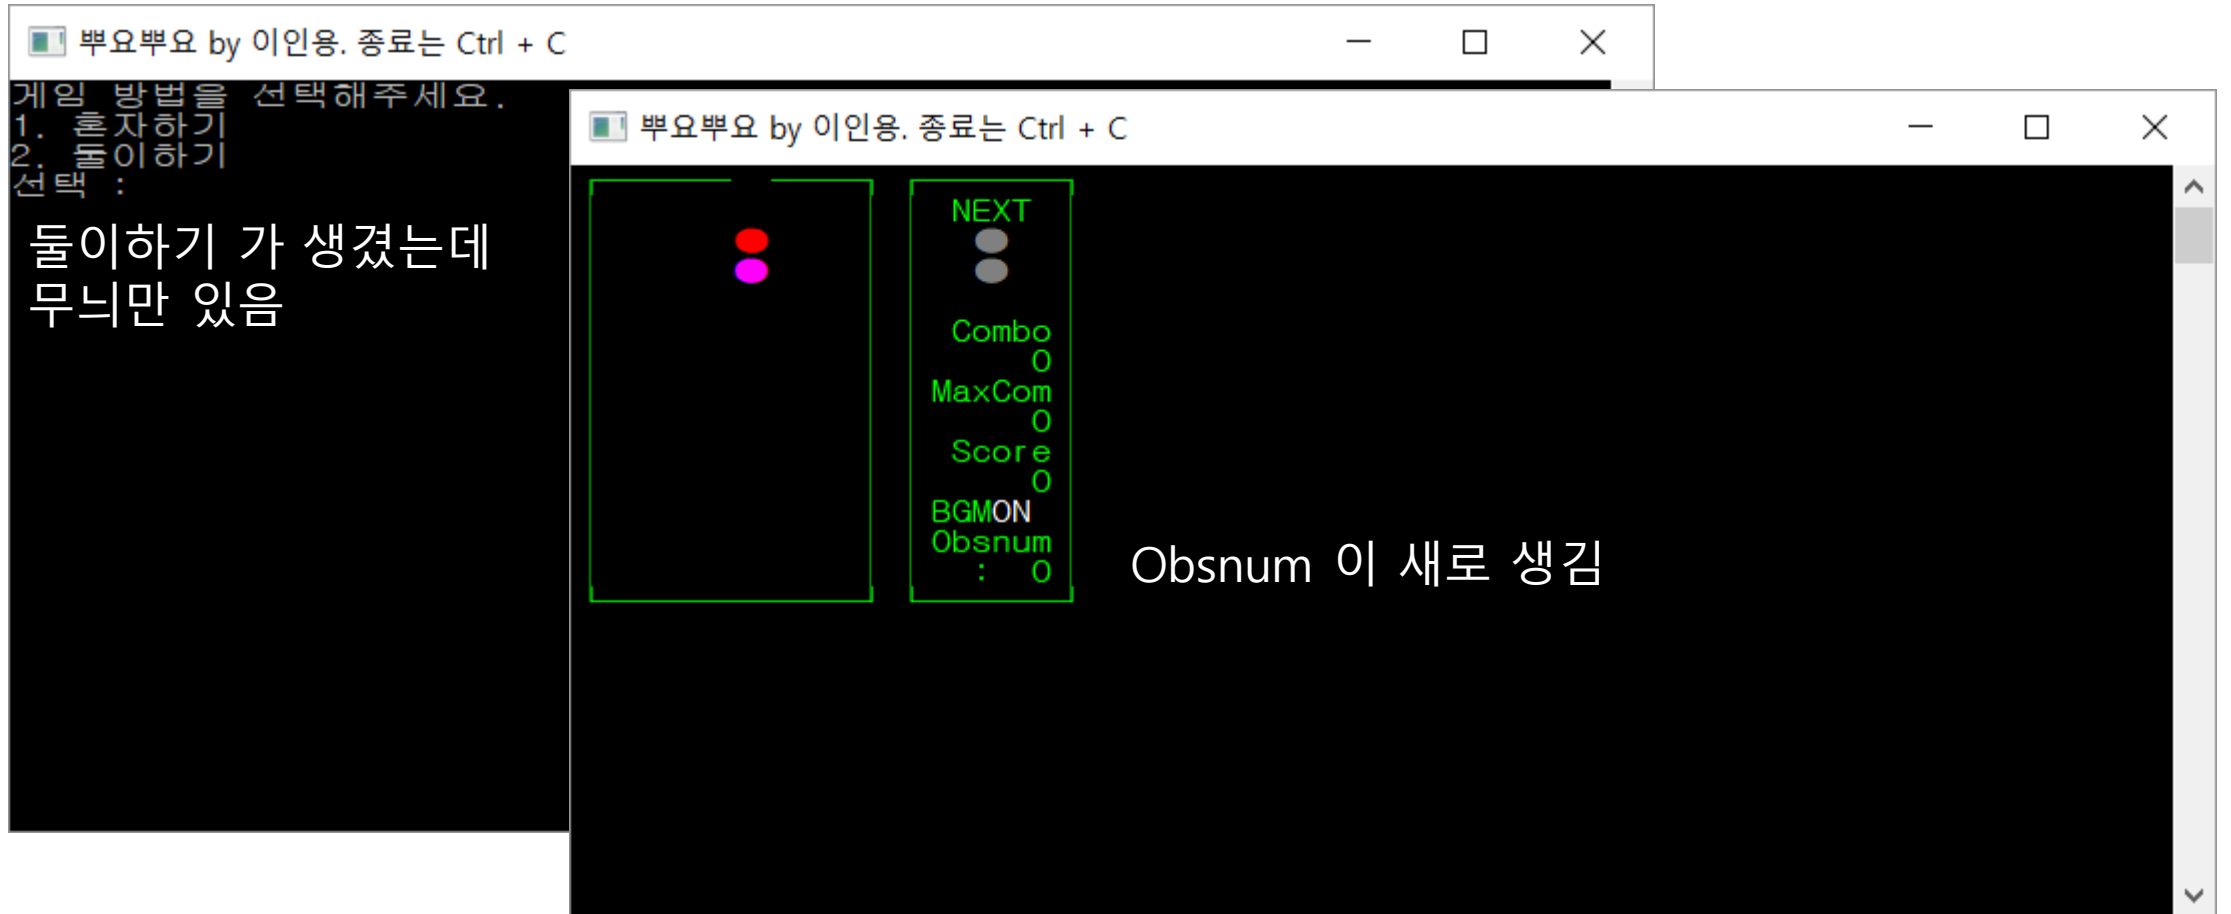 뿌요뿌요 by 이인용. 종료는 Ctrl + C
게임 방법을 선택해주세요.
1. 혼자하기
2. 둘이하기
선택 :
둘이하기 가 생겼는데
무늬만 있음
뿌요뿌요 by 이인용. 종료는 Ctrl + C
NEXT
Combo
0
MaxCom
0
Score
0
BGMON
Obsnum
: 0
Obsnum 이 새로 생김